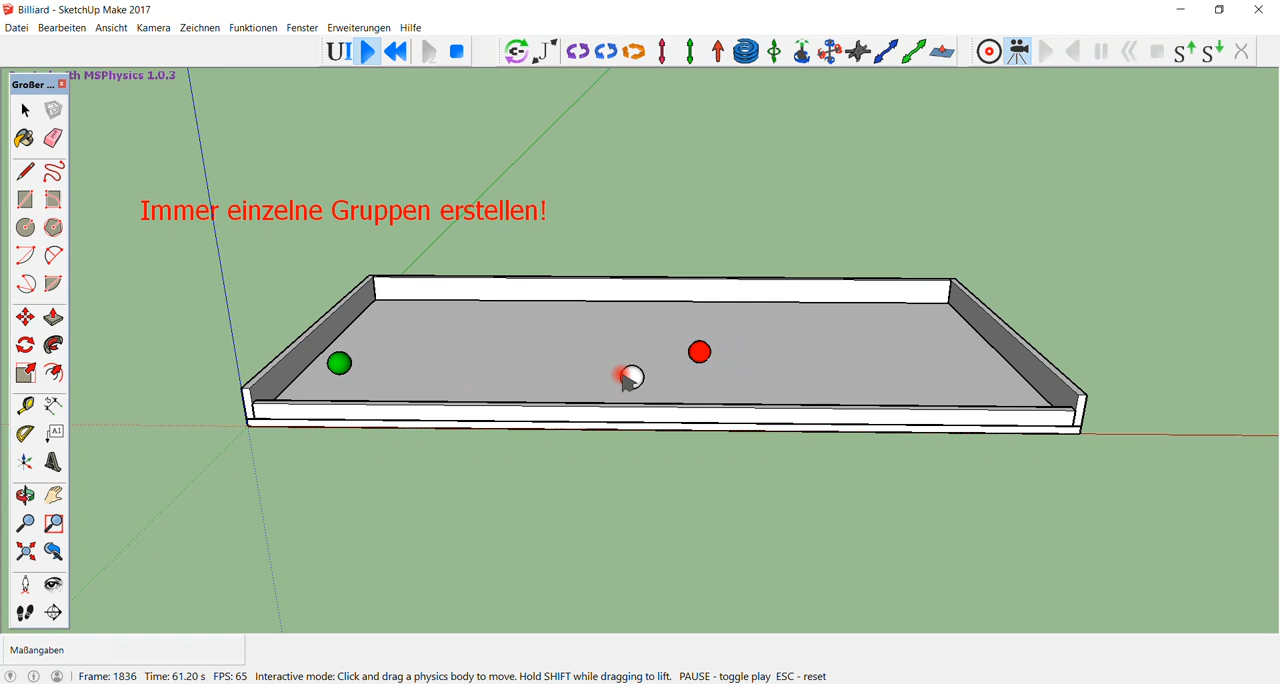 Billiard - SketchUp Make 2017
Datei Bearbeiten Ansicht Kamera Zeichnen Funktionen Fenster Erweiterungen Hilfe
UI
th MSPhysics 1.0.3
Großer ...
Immer einzelne Gruppen erstellen!
Maßangaben
Frame: 1836 Time: 61.20 s FPS: 65 Interactive mode: Click and drag a physics body to move. Hold SHIFT while dragging to lift. PAUSE - toggle play ESC - reset